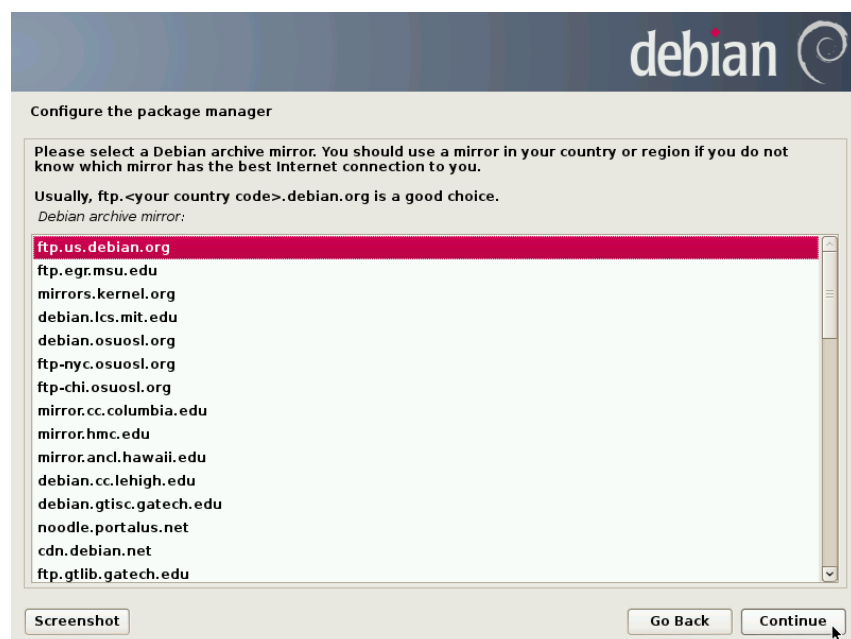 debian
Configure the package manager
Please select a Debian archive mirror. You should use a mirror in your country or region if you do not
know which mirror has the best Internet connection to you.
Usually, ftp.<your country code>.debian.org is a good choice.
Debian archive mirror:
ftp.us.debian.org
ftp.egr.msu.edu
mirrors.kernel.org
debian.lcs.mit.edu
debian.osuosl.org
ftp-nyc.osuosl.org
ftp-chi.osuosl.org
mirror.cc.columbia.edu
mirror.hmc.edu
mirror.ancl.hawaii.edu
debian.cc.lehigh.edu
debian.gtisc.gatech.edu
noodle.portalus.net
cdn.debian.net
ftp.gtlib.gatech.edu
Screenshot
Go Back
Continue